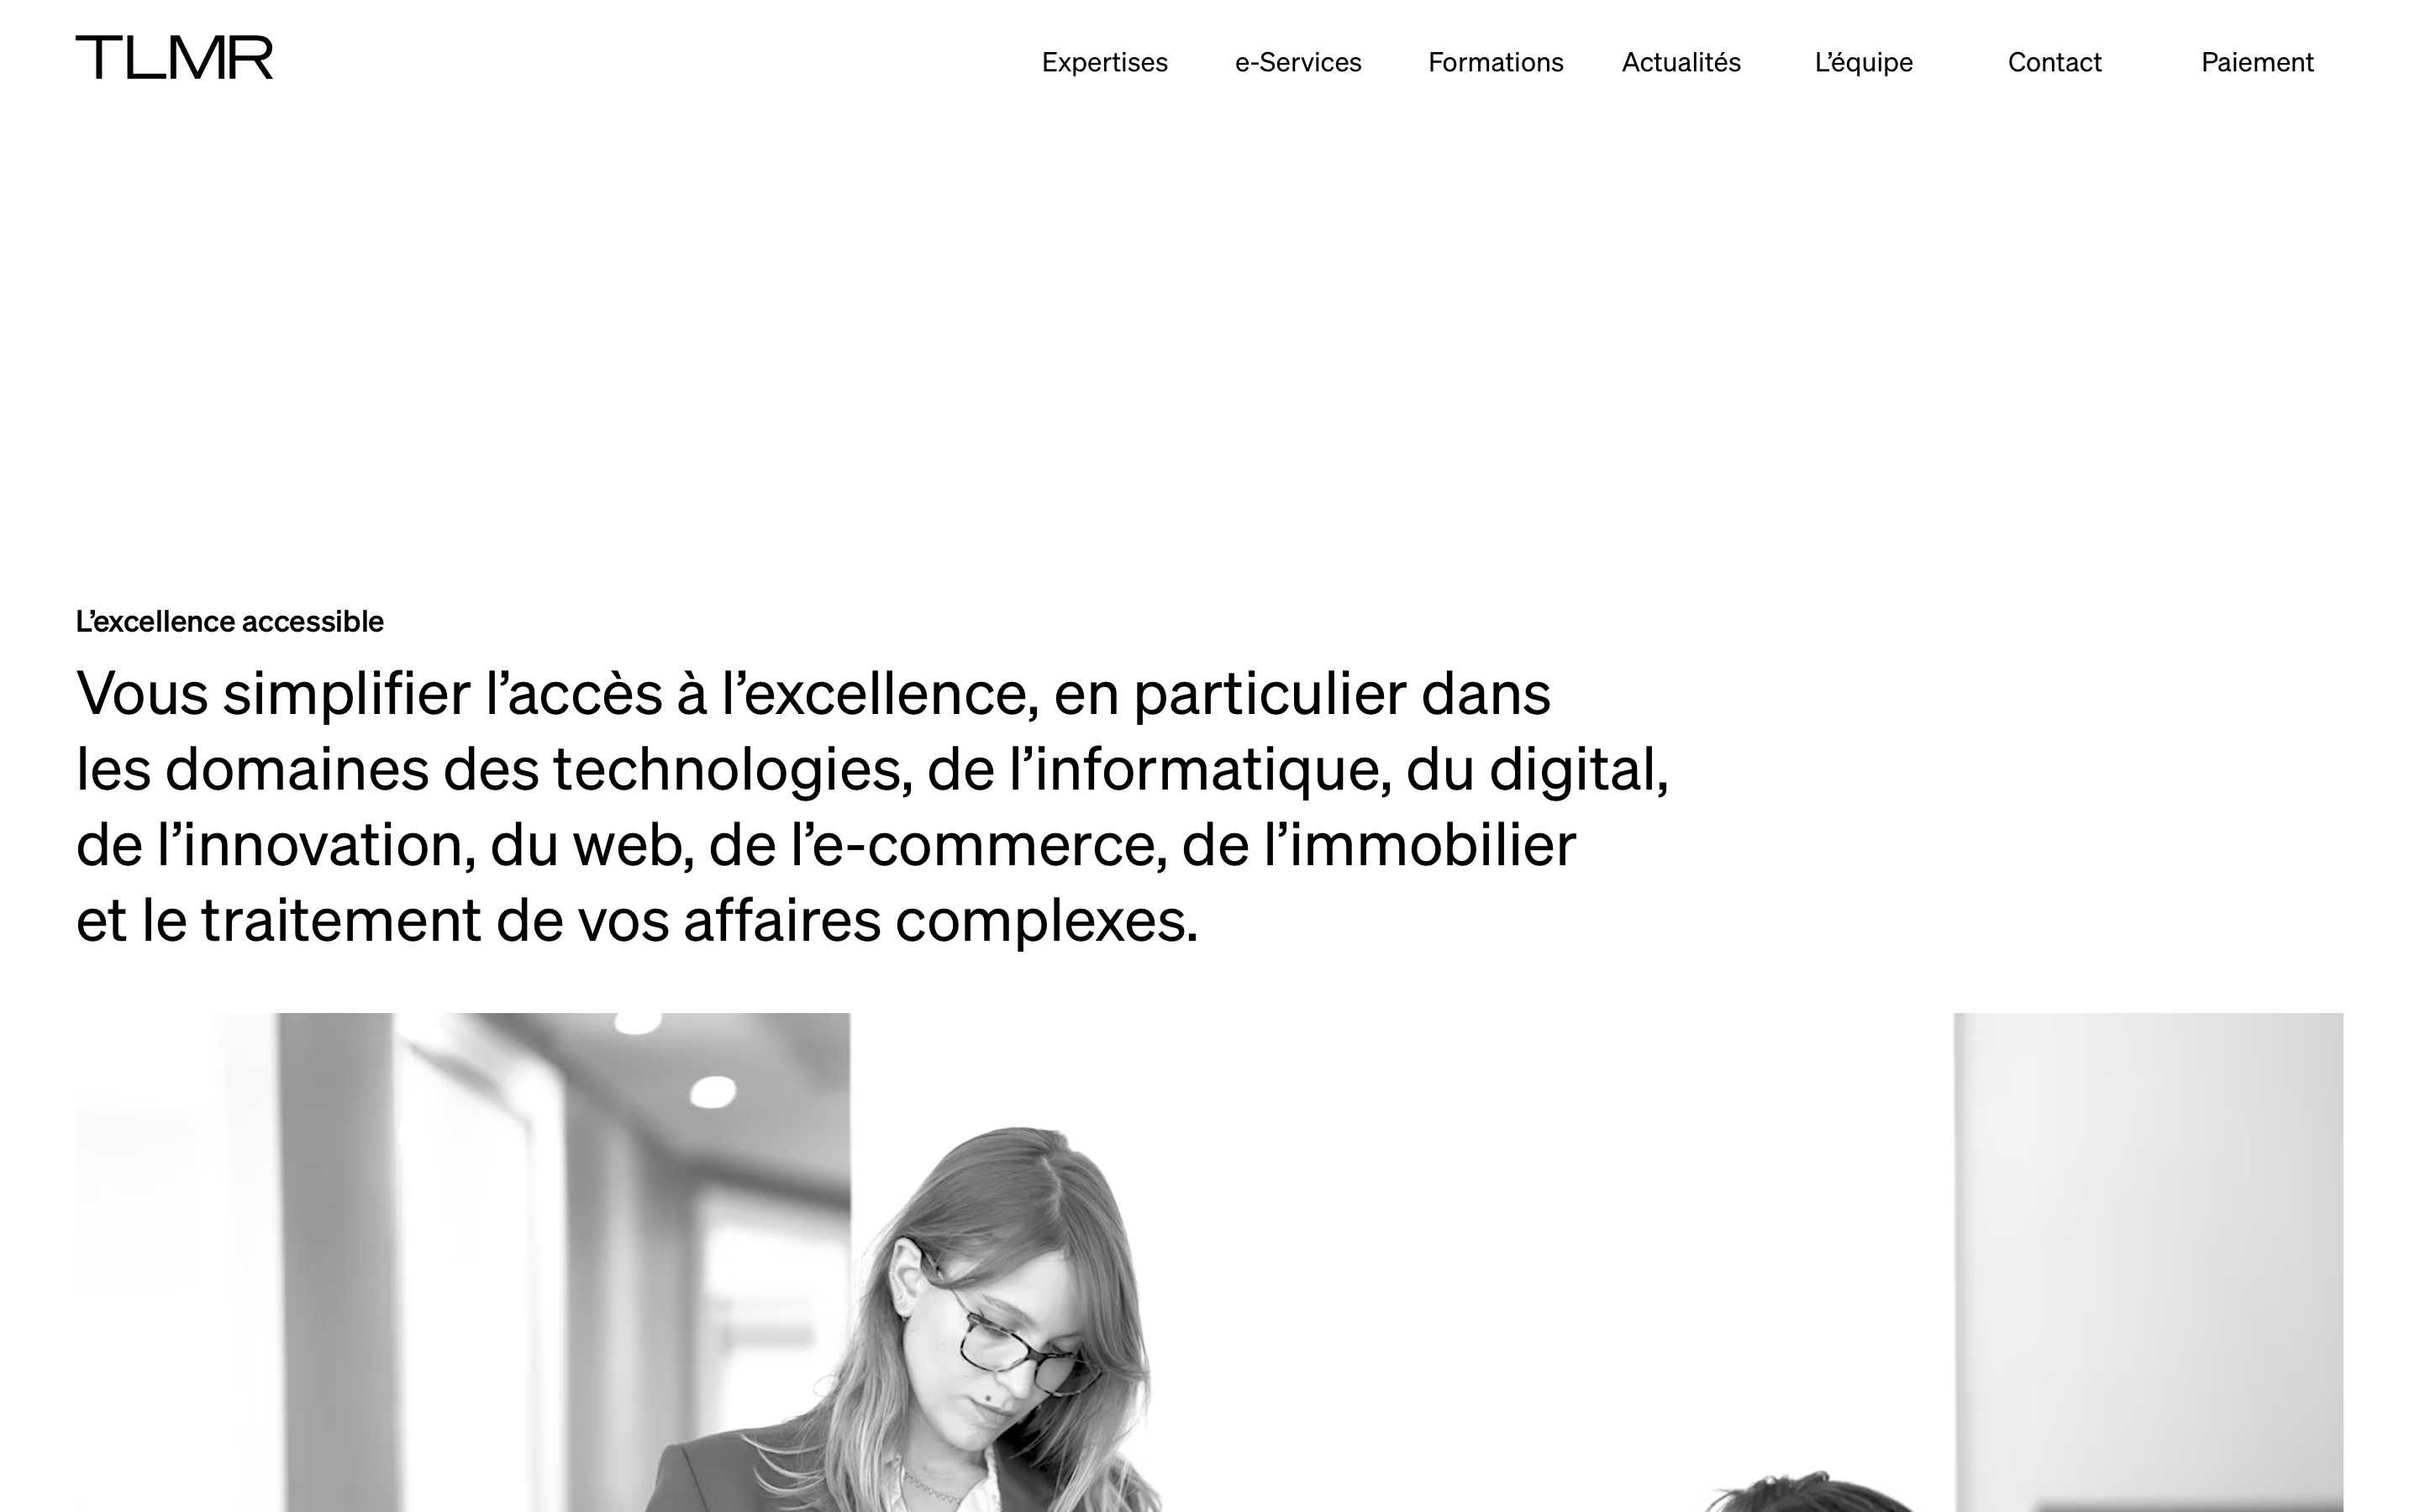 TLMR
Expertises e-Services Formations Actualités L’équipe Contact Paiement
L’excellence accessible
Vous simplifier l’accès à l’excellence, en particulier dans
les domaines des technologies, de l’informatique, du digital,
de l’innovation, du web, de l’e-commerce, de l’immobilier
et le traitement de vos affaires complexes.